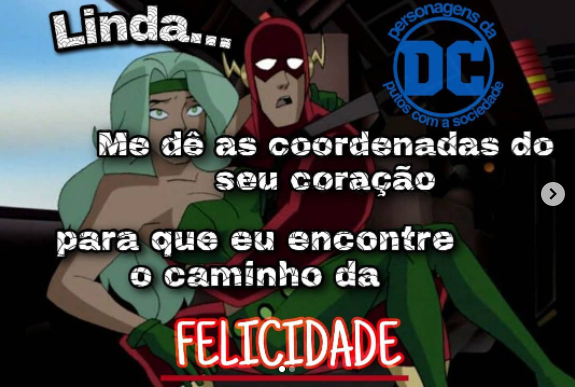 Linda...
personagens da
DC
putos com a sociedade
Me dê as coordenadas do
seu coração
para que eu encontre
o caminho da
FELICIDADE